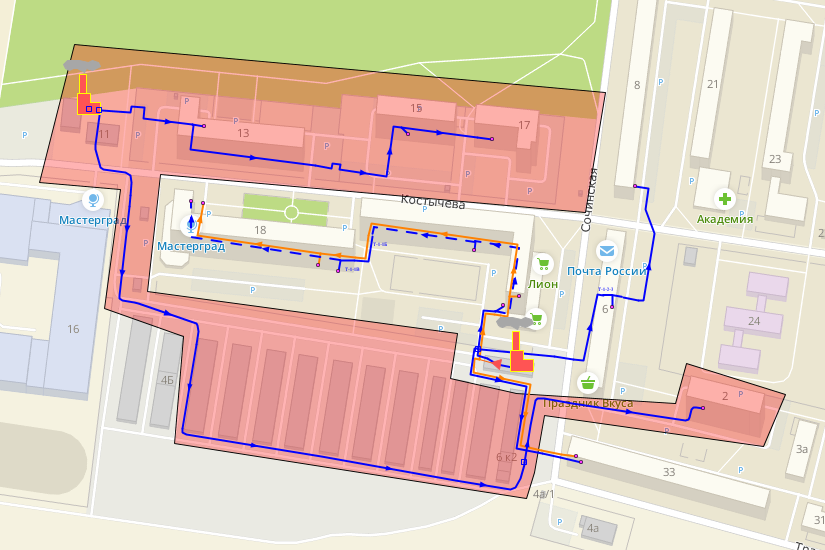 8
21
P
P
15
17
P
P
11
P
13
P
P
23
P
P
Сочинская
Костычёва
Академия
Мастерград
P
P
18
Мастерград
Почта России
P
Лион
P
P
P
6
16
24
4Б
P
Праздник Вкуса
2
P
P
6 к2
33
P
3а
4а/1
P
4а
31